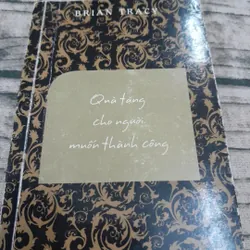 BRIAN TRACY
Quà tặng
cho người
muốn thành công